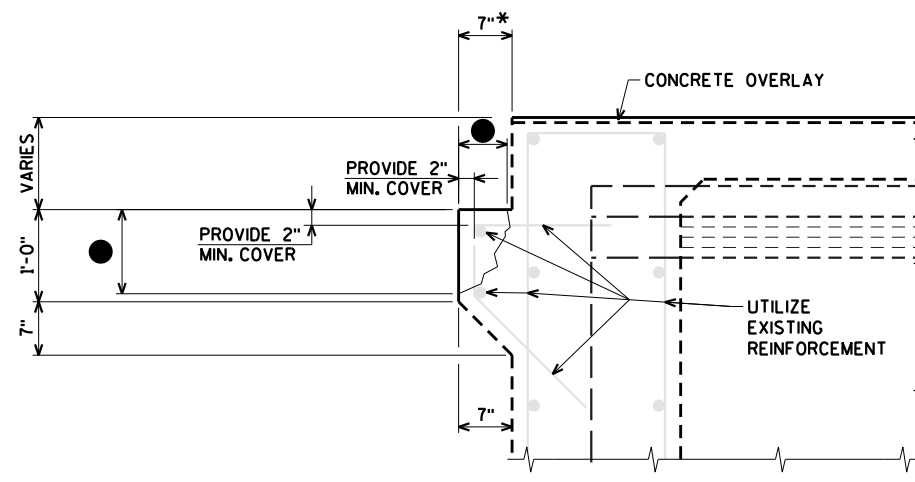 7"*
CONCRETE OVERLAY
VARIES
PROVIDE 2"
MIN. COVER
PROVIDE 2"
MIN. COVER
1'-0"
7"
UTILIZE
EXISTING
REINFORCEMENT
7"